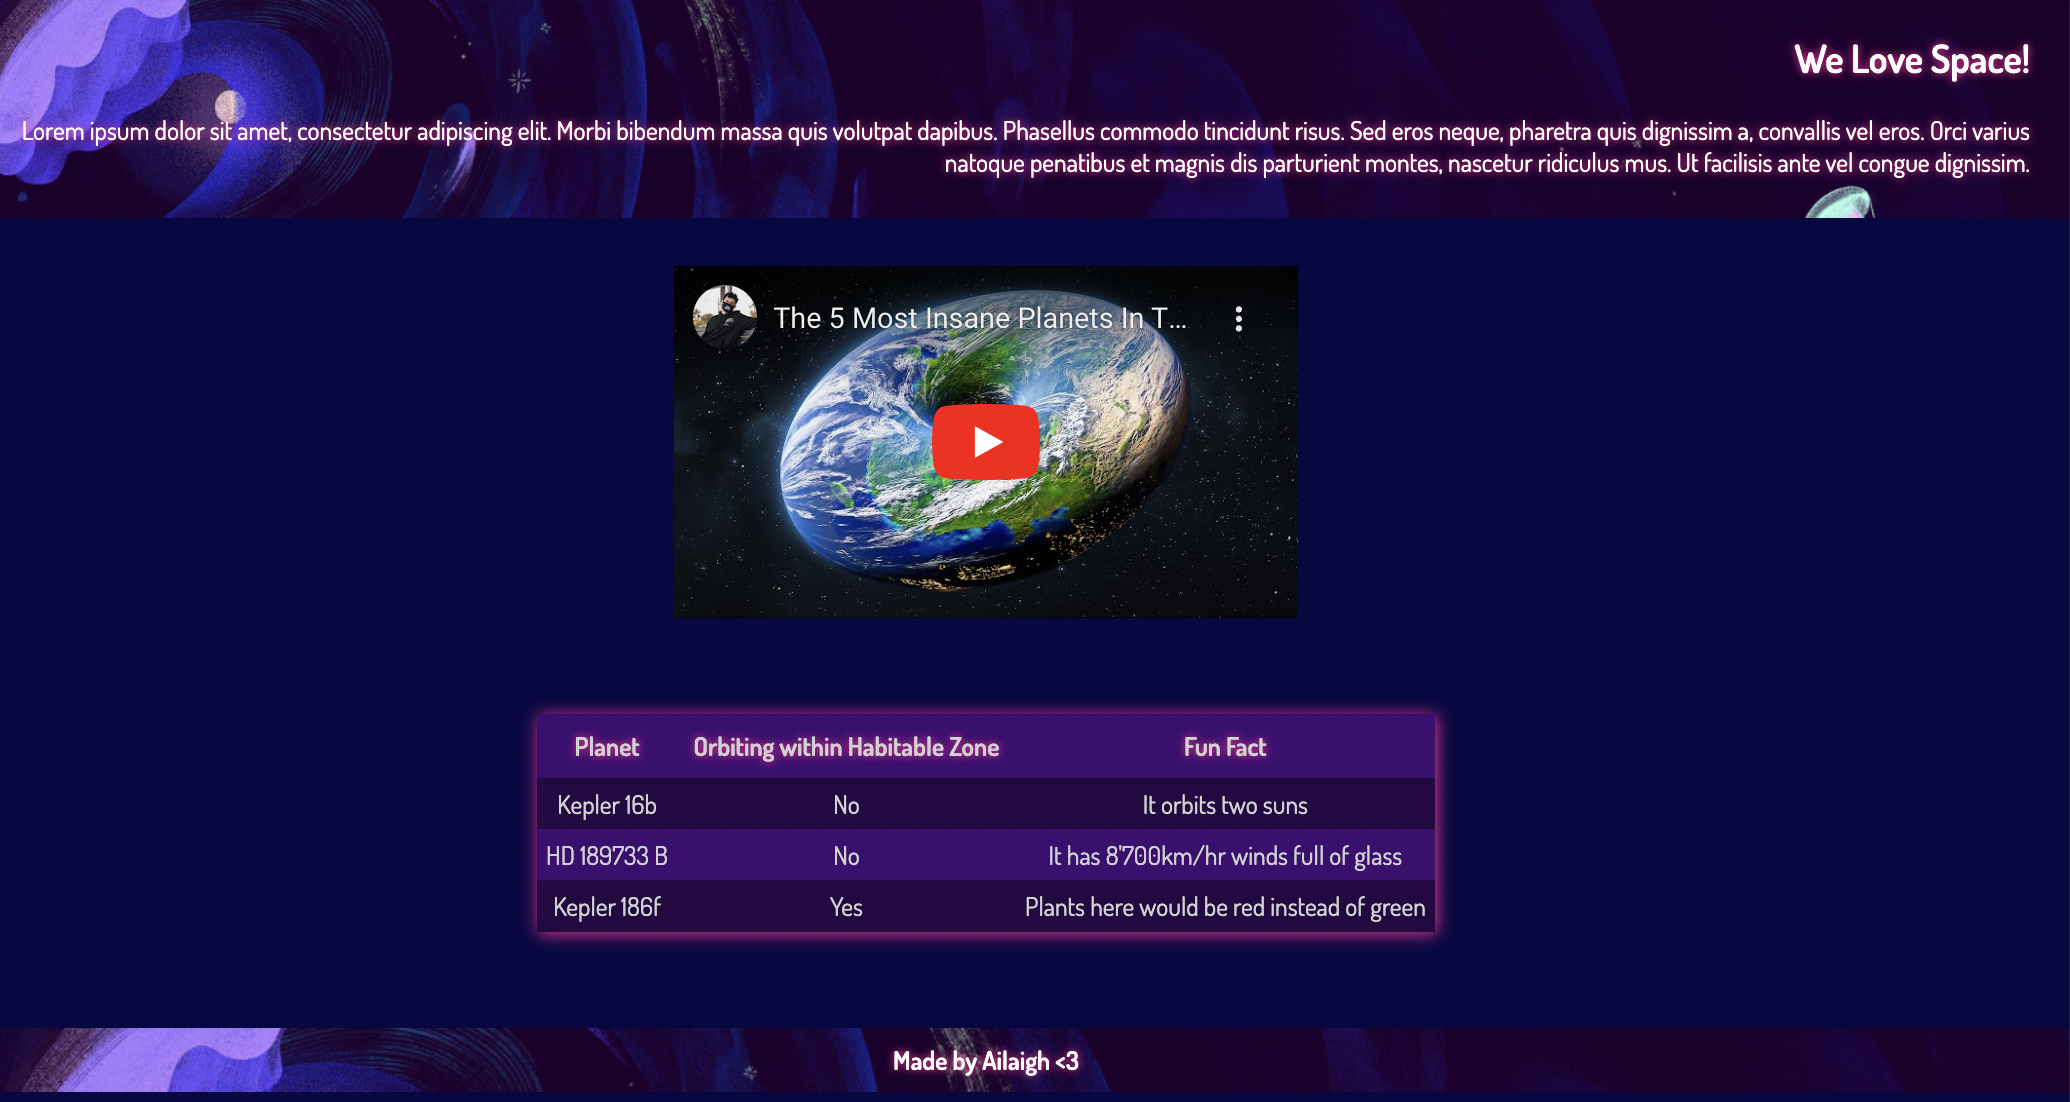 We Love Space!
Lorem ipsum dolor sit amet, consectetur adipiscing elit. Morbi bibendum massa quis volutpat dapibus. Phasellus commodo tincidunt risus. Sed eros neque, pharetra quis dignissim a, convallis vel eros. Orci varius
natoque penatibus et magnis dis parturient montes, nascetur ridiculus mus. Ut facilisis ante vel congue dignissim.
The 5 Most Insane Planets In T...
Planet Orbiting within Habitable Zone Fun Fact
Kepler 16b No It orbits two suns
HD 189733 B No It has 8'700km/hr winds full of glass
Kepler 186f Yes Plants here would be red instead of green
Made by Ailaigh <3